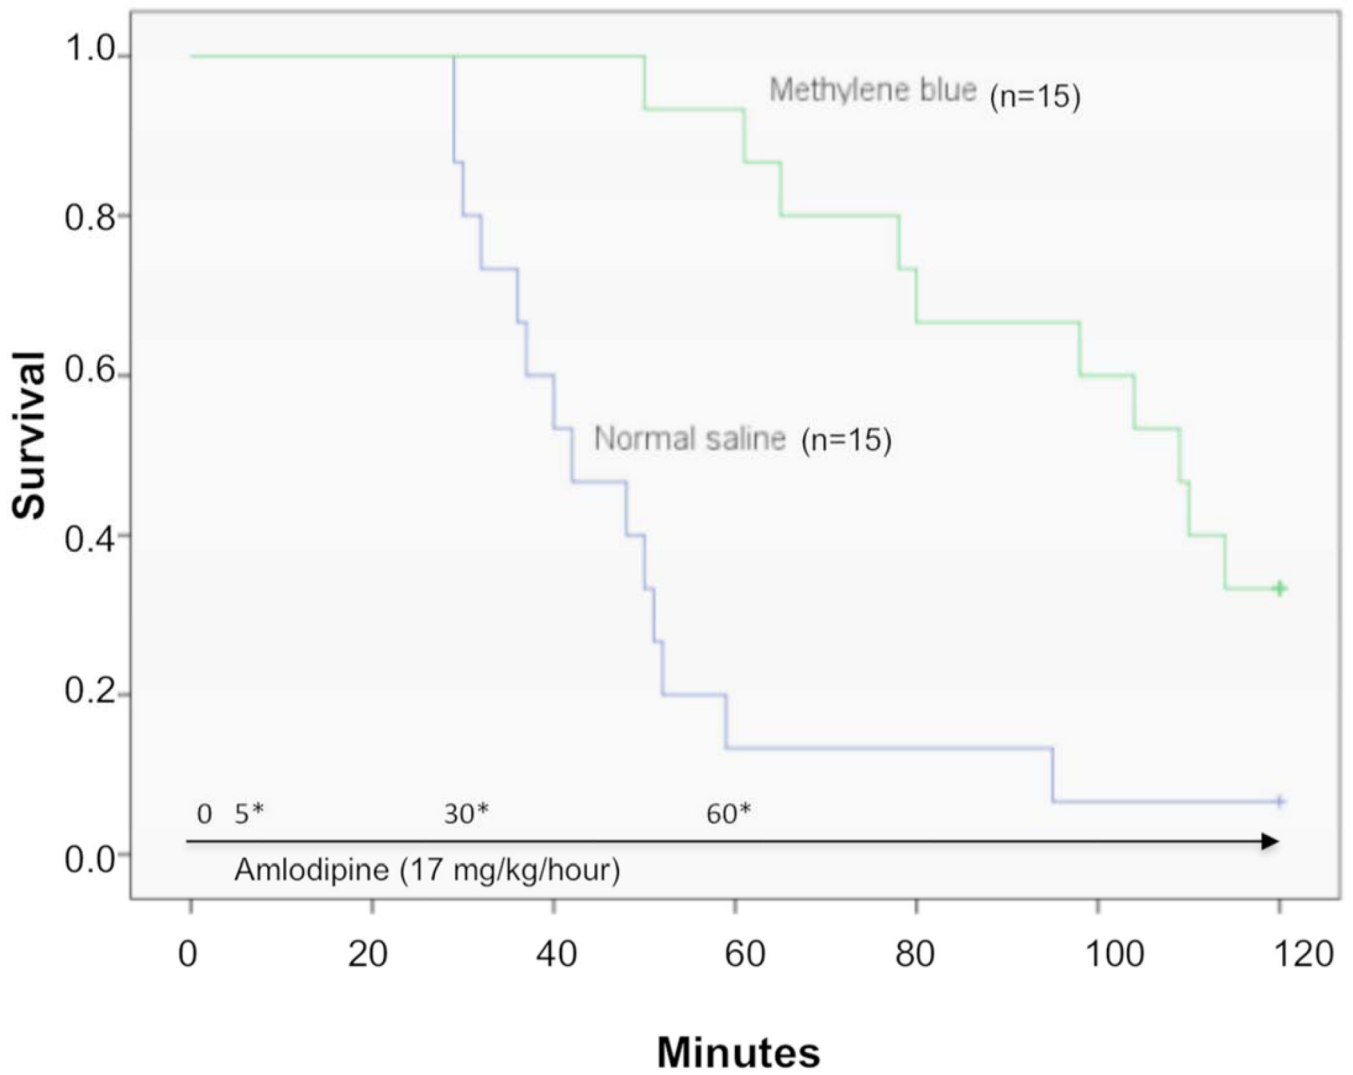 1.0
Methylene blue (n=15)
0.8
0.6
Normal saline (n=15)
0.4
0.2
0 5* 30* 60*
0.0
Amlodipine (17 mg/kg/hour)
0 20 40 60 80 100 120
Survival
Minutes